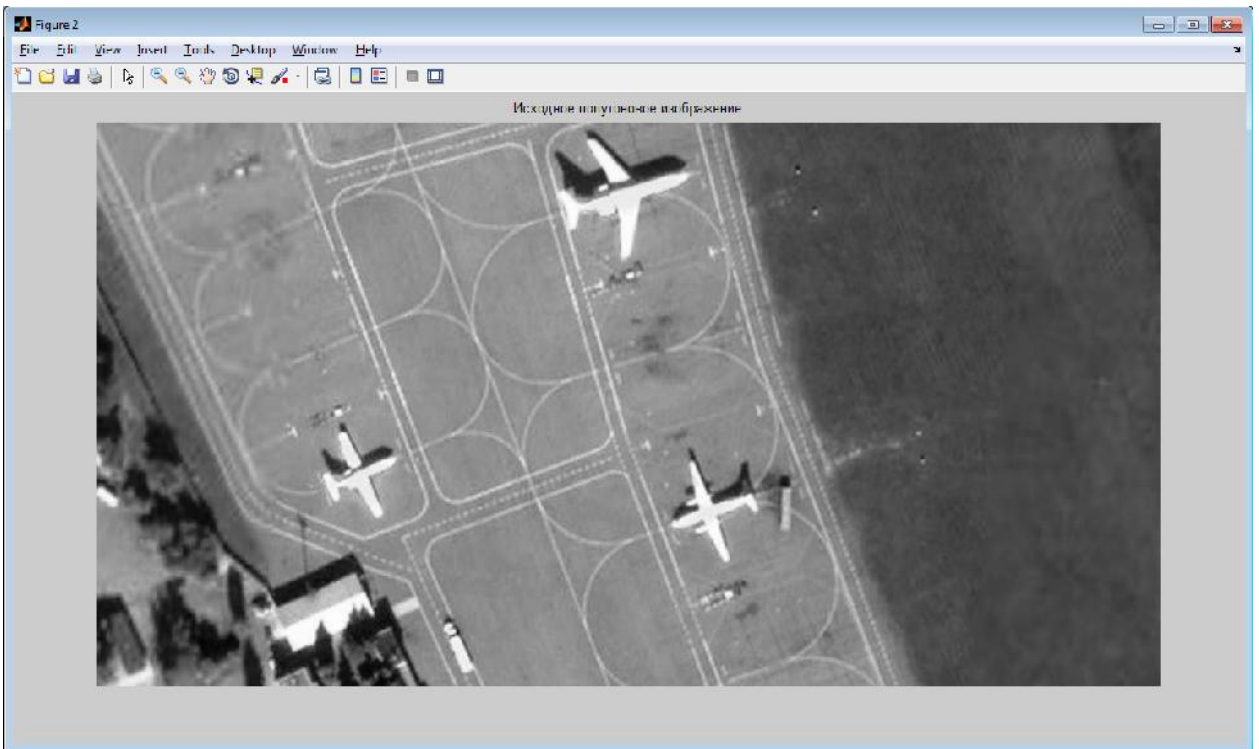 Figure 2
File Edit View Insert Tools Desktop Window Help
Исходное полутоновое изображение